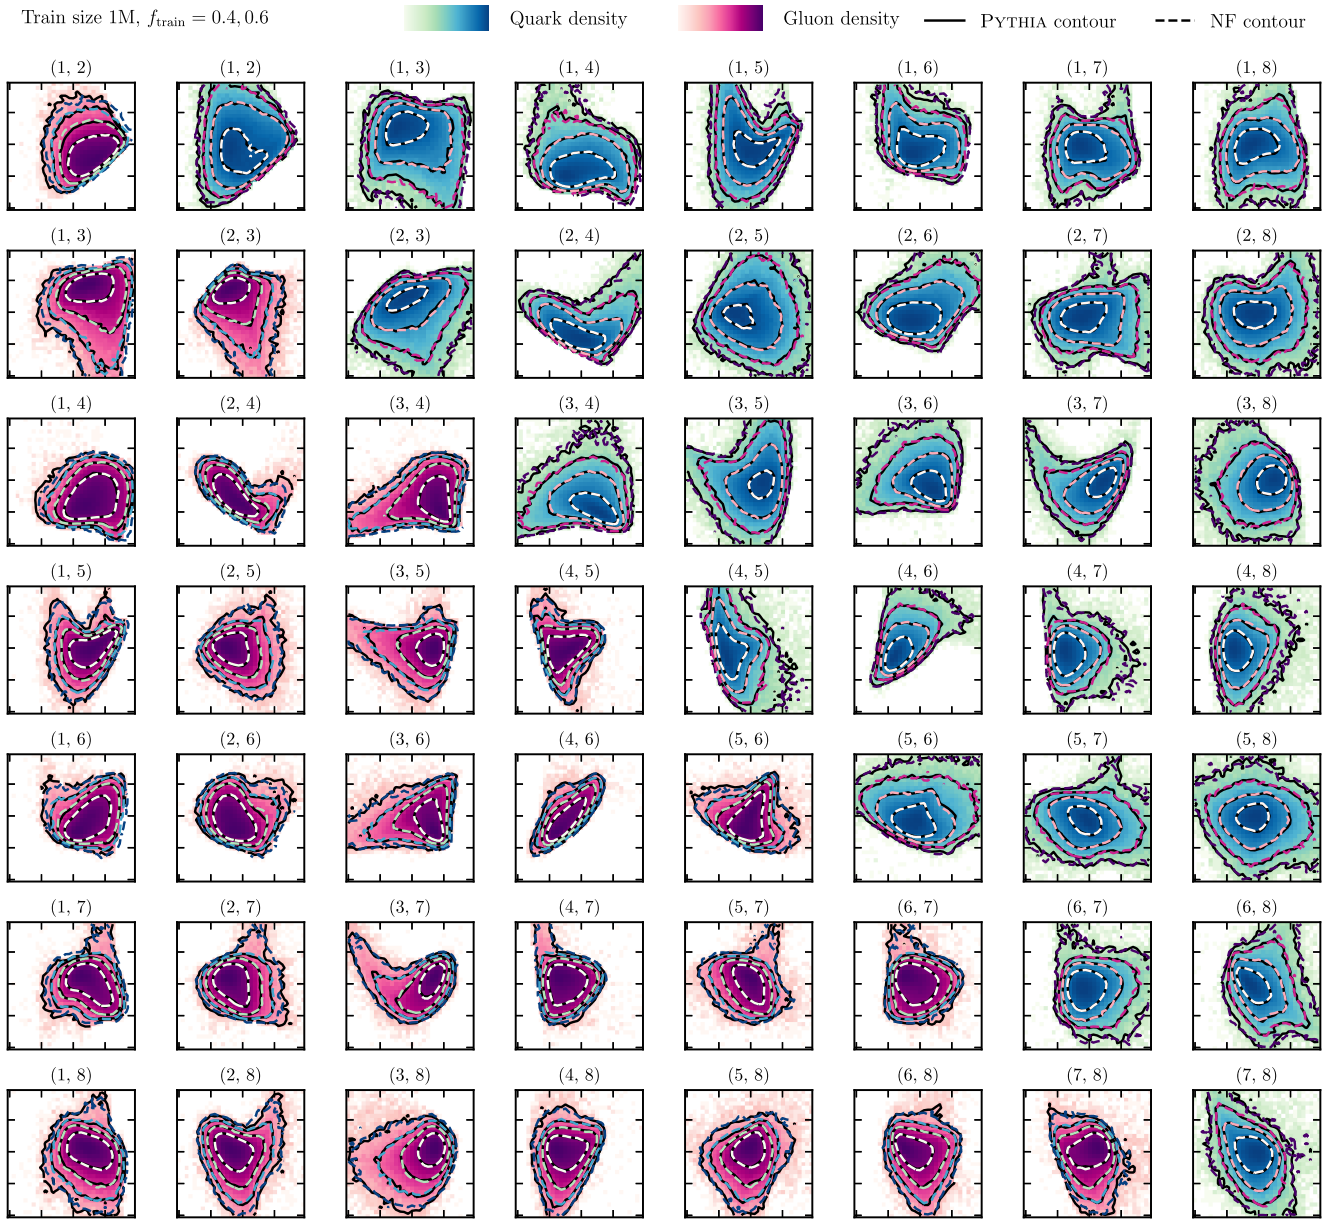 Train size 1M, f_train = 0.4, 0.6 Quark density Gluon density PYTHIA contour NF contour
(1, 2) (1, 2) (1, 3) (1, 4) (1, 5) (1, 6) (1, 7) (1, 8)
(1, 3) (2, 3) (2, 3) (2, 4) (2, 5) (2, 6) (2, 7) (2, 8)
(1, 4) (2, 4) (3, 4) (3, 4) (3, 5) (3, 6) (3, 7) (3, 8)
(1, 5) (2, 5) (3, 5) (4, 5) (4, 5) (4, 6) (4, 7) (4, 8)
(1, 6) (2, 6) (3, 6) (4, 6) (5, 6) (5, 6) (5, 7) (5, 8)
(1, 7) (2, 7) (3, 7) (4, 7) (5, 7) (6, 7) (6, 7) (6, 8)
(1, 8) (2, 8) (3, 8) (4, 8) (5, 8) (6, 8) (7, 8) (7, 8)